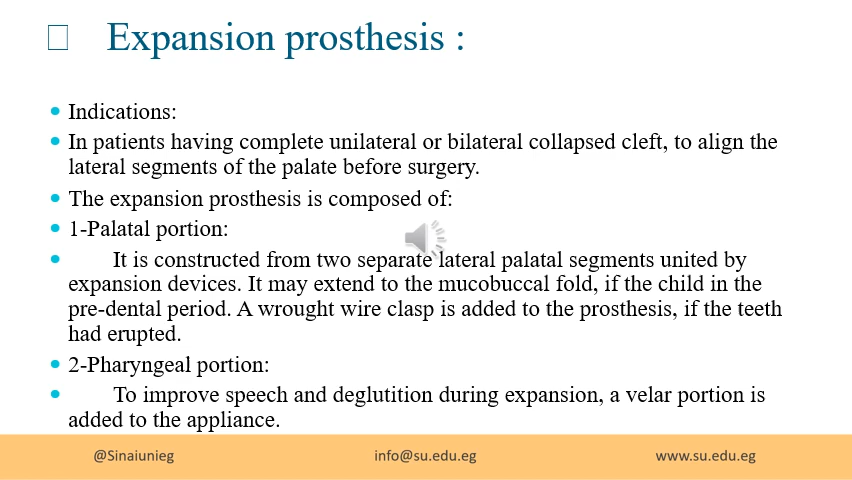 Expansion prosthesis :
Indications:
In patients having complete unilateral or bilateral collapsed cleft, to align the
lateral segments of the palate before surgery.
The expansion prosthesis is composed of:
1-Palatal portion:
It is constructed from two separate lateral palatal segments united by
expansion devices. It may extend to the mucobuccal fold, if the child in the
pre-dental period. A wrought wire clasp is added to the prosthesis, if the teeth
had erupted.
2-Pharyngeal portion:
To improve speech and deglutition during expansion, a velar portion is
added to the appliance.
@Sinaiunieg
info@su.edu.eg
www.su.edu.eg